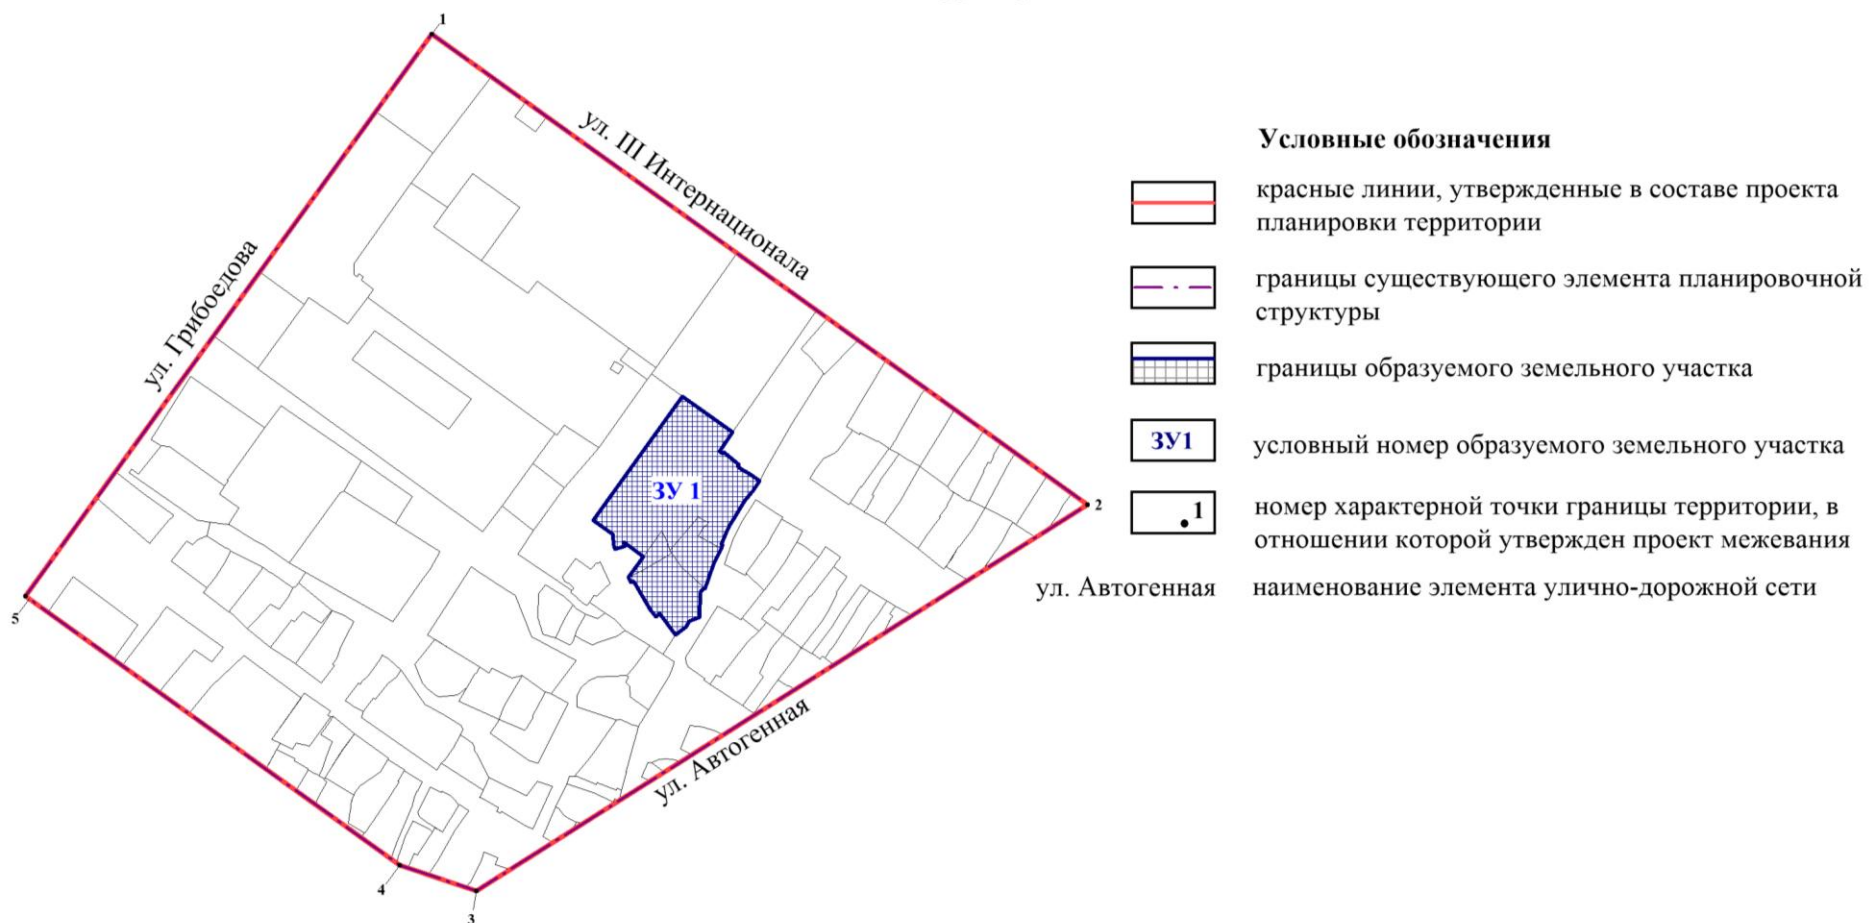 1
ул. III Интернационала
ул. Грибоедова
ЗУ 1
2
5
ул. Автогенная
4
3
Условные обозначения
красные линии, утвержденные в составе проекта
планировки территории
границы существующего элемента планировочной
структуры
границы образуемого земельного участка
ЗУ1
условный номер образуемого земельного участка
1
номер характерной точки границы территории, в
отношении которой утвержден проект межевания
ул. Автогенная
наименование элемента улично-дорожной сети